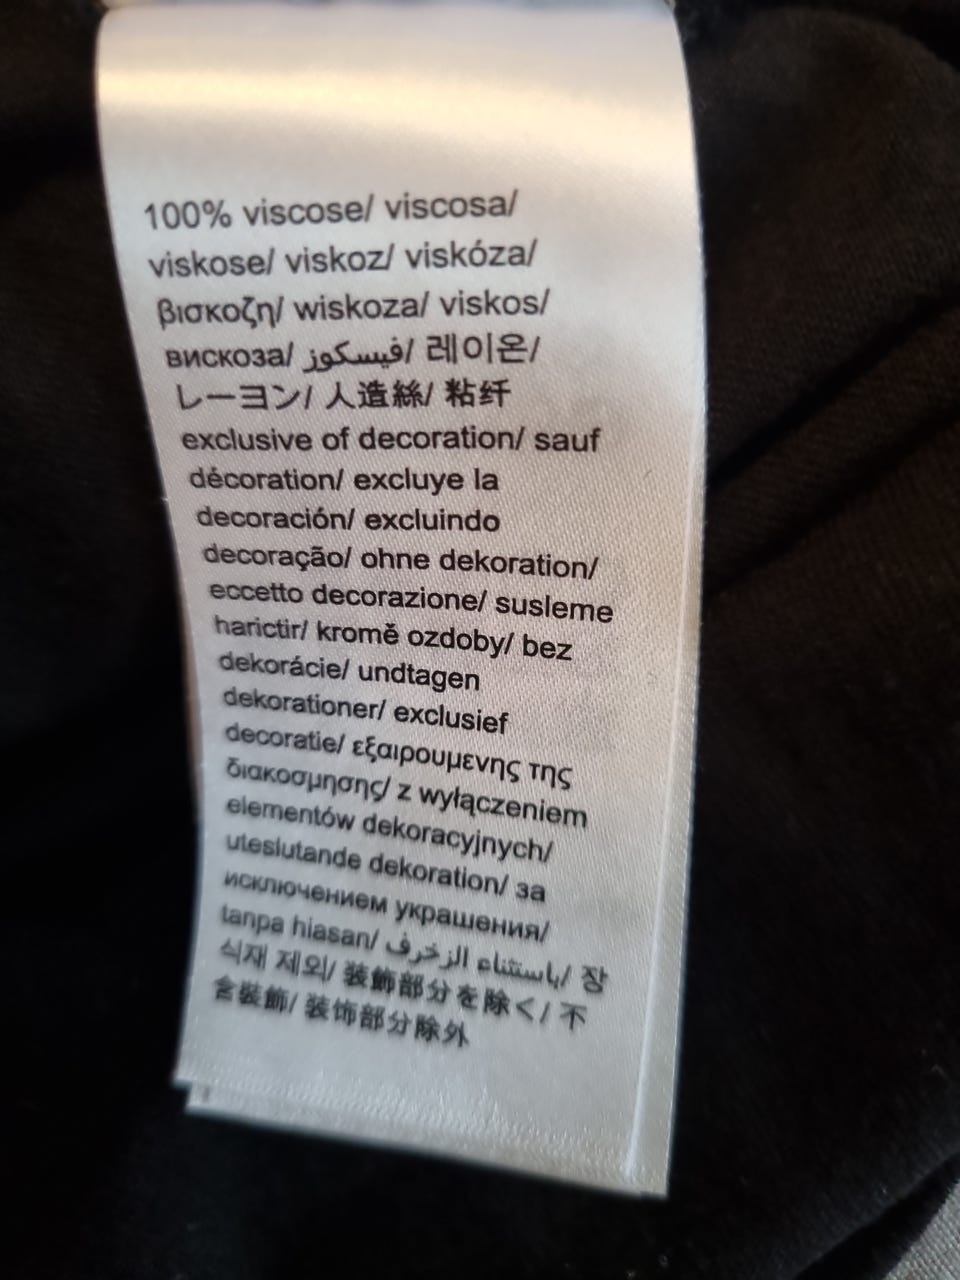 100% viscose/ viscosa/
viskose/ viskoz/ viskóza/
βισκοζη/ wiskoza/ viskos/
вискоза/ فيسكوز/ 레이온/
レーヨン/ 人造絲/ 粘纤
exclusive of decoration/ sauf
décoration/ excluye la
decoración/ excluindo
decoração/ ohne dekoration/
eccetto decorazione/ susleme
harictir/ kromě ozdoby/ bez
dekorácie/ undtagen
dekorationer/ exclusief
decoratie/ εξαιρουμενης της
διακοσμησης/ z wyłączeniem
elementów dekoracyjnych/
uteslutande dekoration/ за
исключением украшения/
tanpa hiasan/ باستثناء الزخرف/ 장
식재 제외/ 装飾部分を除く/ 不
含裝飾/ 装饰部分除外